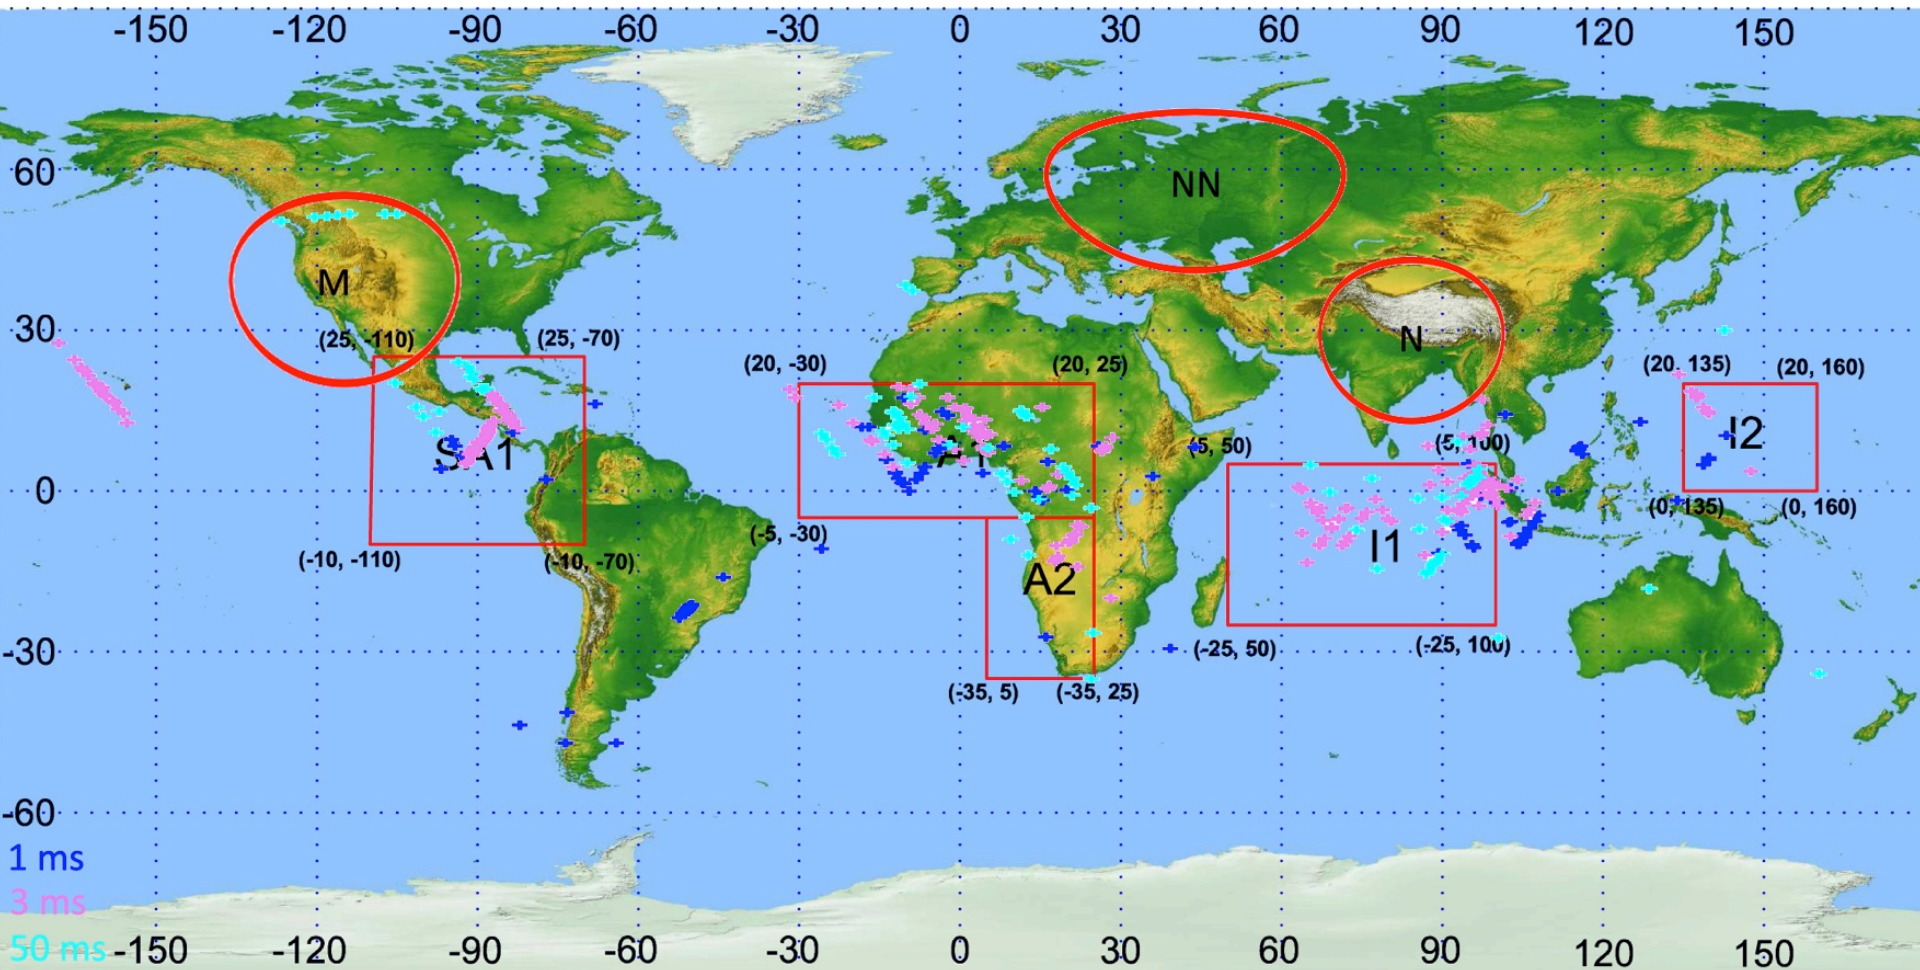 -150 -120 -90 -60 -30 0 30 60 90 120 150
60
NN
M
30
N
(25, -110) (25, -70)
(20, -30) (20, 25) (20, 135) (20, 160)
I2
SA1 A1 (5, 50) (5, 100)
0
(0, 135) (0, 160)
(-5, -30)
I1
(-10, -110) (-10, -70)
A2
-30
(-25, 50) (-25, 100)
(-35, 5) (-35, 25)
-60
1 ms
3 ms
50 ms
-150 -120 -90 -60 -30 0 30 60 90 120 150